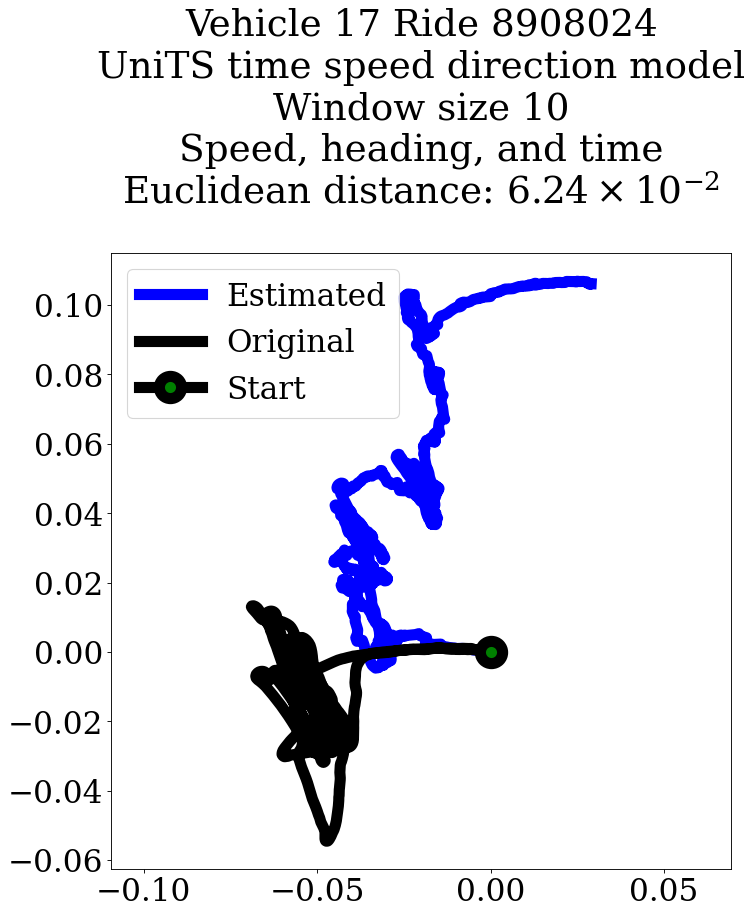 Vehicle 17 Ride 8908024
UniTS time speed direction model
Window size 10
Speed, heading, and time
Euclidean distance: 6.24 × 10⁻²
Estimated
Original
Start
0.10
0.08
0.06
0.04
0.02
0.00
−0.02
−0.04
−0.06
−0.10
−0.05
0.00
0.05